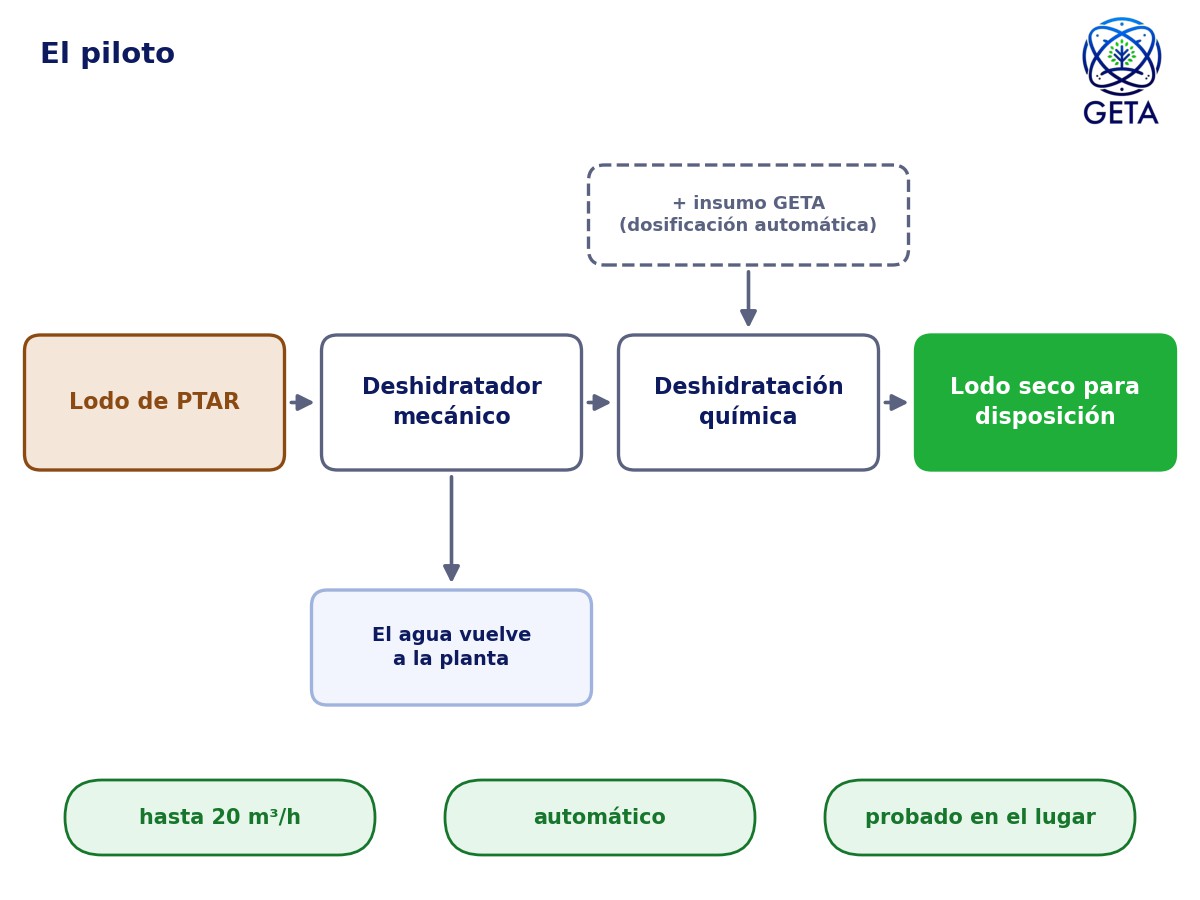 El piloto
GETA
+ insumo GETA
(dosificación automática)
Lodo de PTAR
Deshidratador
mecánico
Deshidratación
química
Lodo seco para
disposición
El agua vuelve
a la planta
hasta 20 m³/h
automático
probado en el lugar